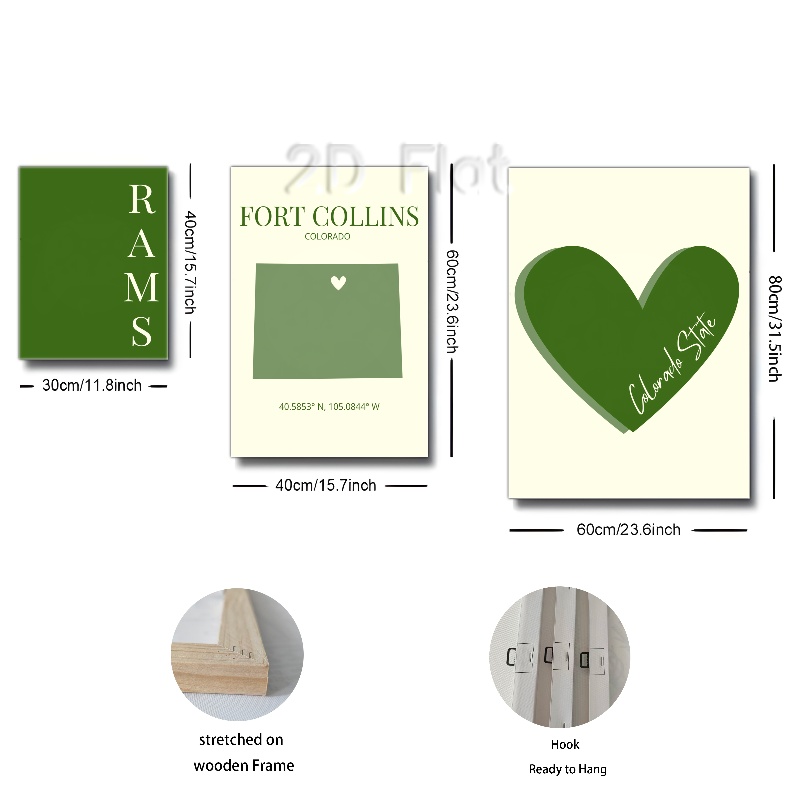 2D Flat
R
A
M
S
40cm/15.7inch
30cm/11.8inch
FORT COLLINS
COLORADO
40.5853° N, 105.0844° W
60cm/23.6inch
40cm/15.7inch
Colorado State
80cm/31.5inch
60cm/23.6inch
stretched on
wooden Frame
Hook
Ready to Hang